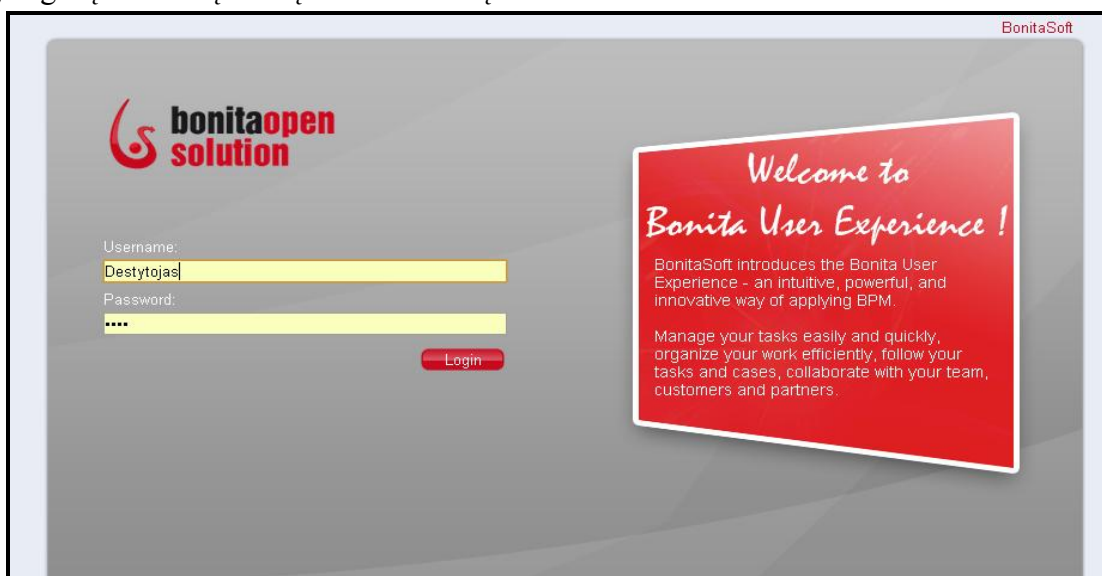 BonitaSoft
bonitaopen
solution
Welcome to
Bonita User Experience !
Username:
Destytojas
BonitaSoft introduces the Bonita User
Experience - an intuitive, powerful, and
innovative way of applying BPM.
Password:
••••
Manage your tasks easily and quickly,
organize your work efficiently, follow your
tasks and cases, collaborate with your team,
customers and partners.
Login